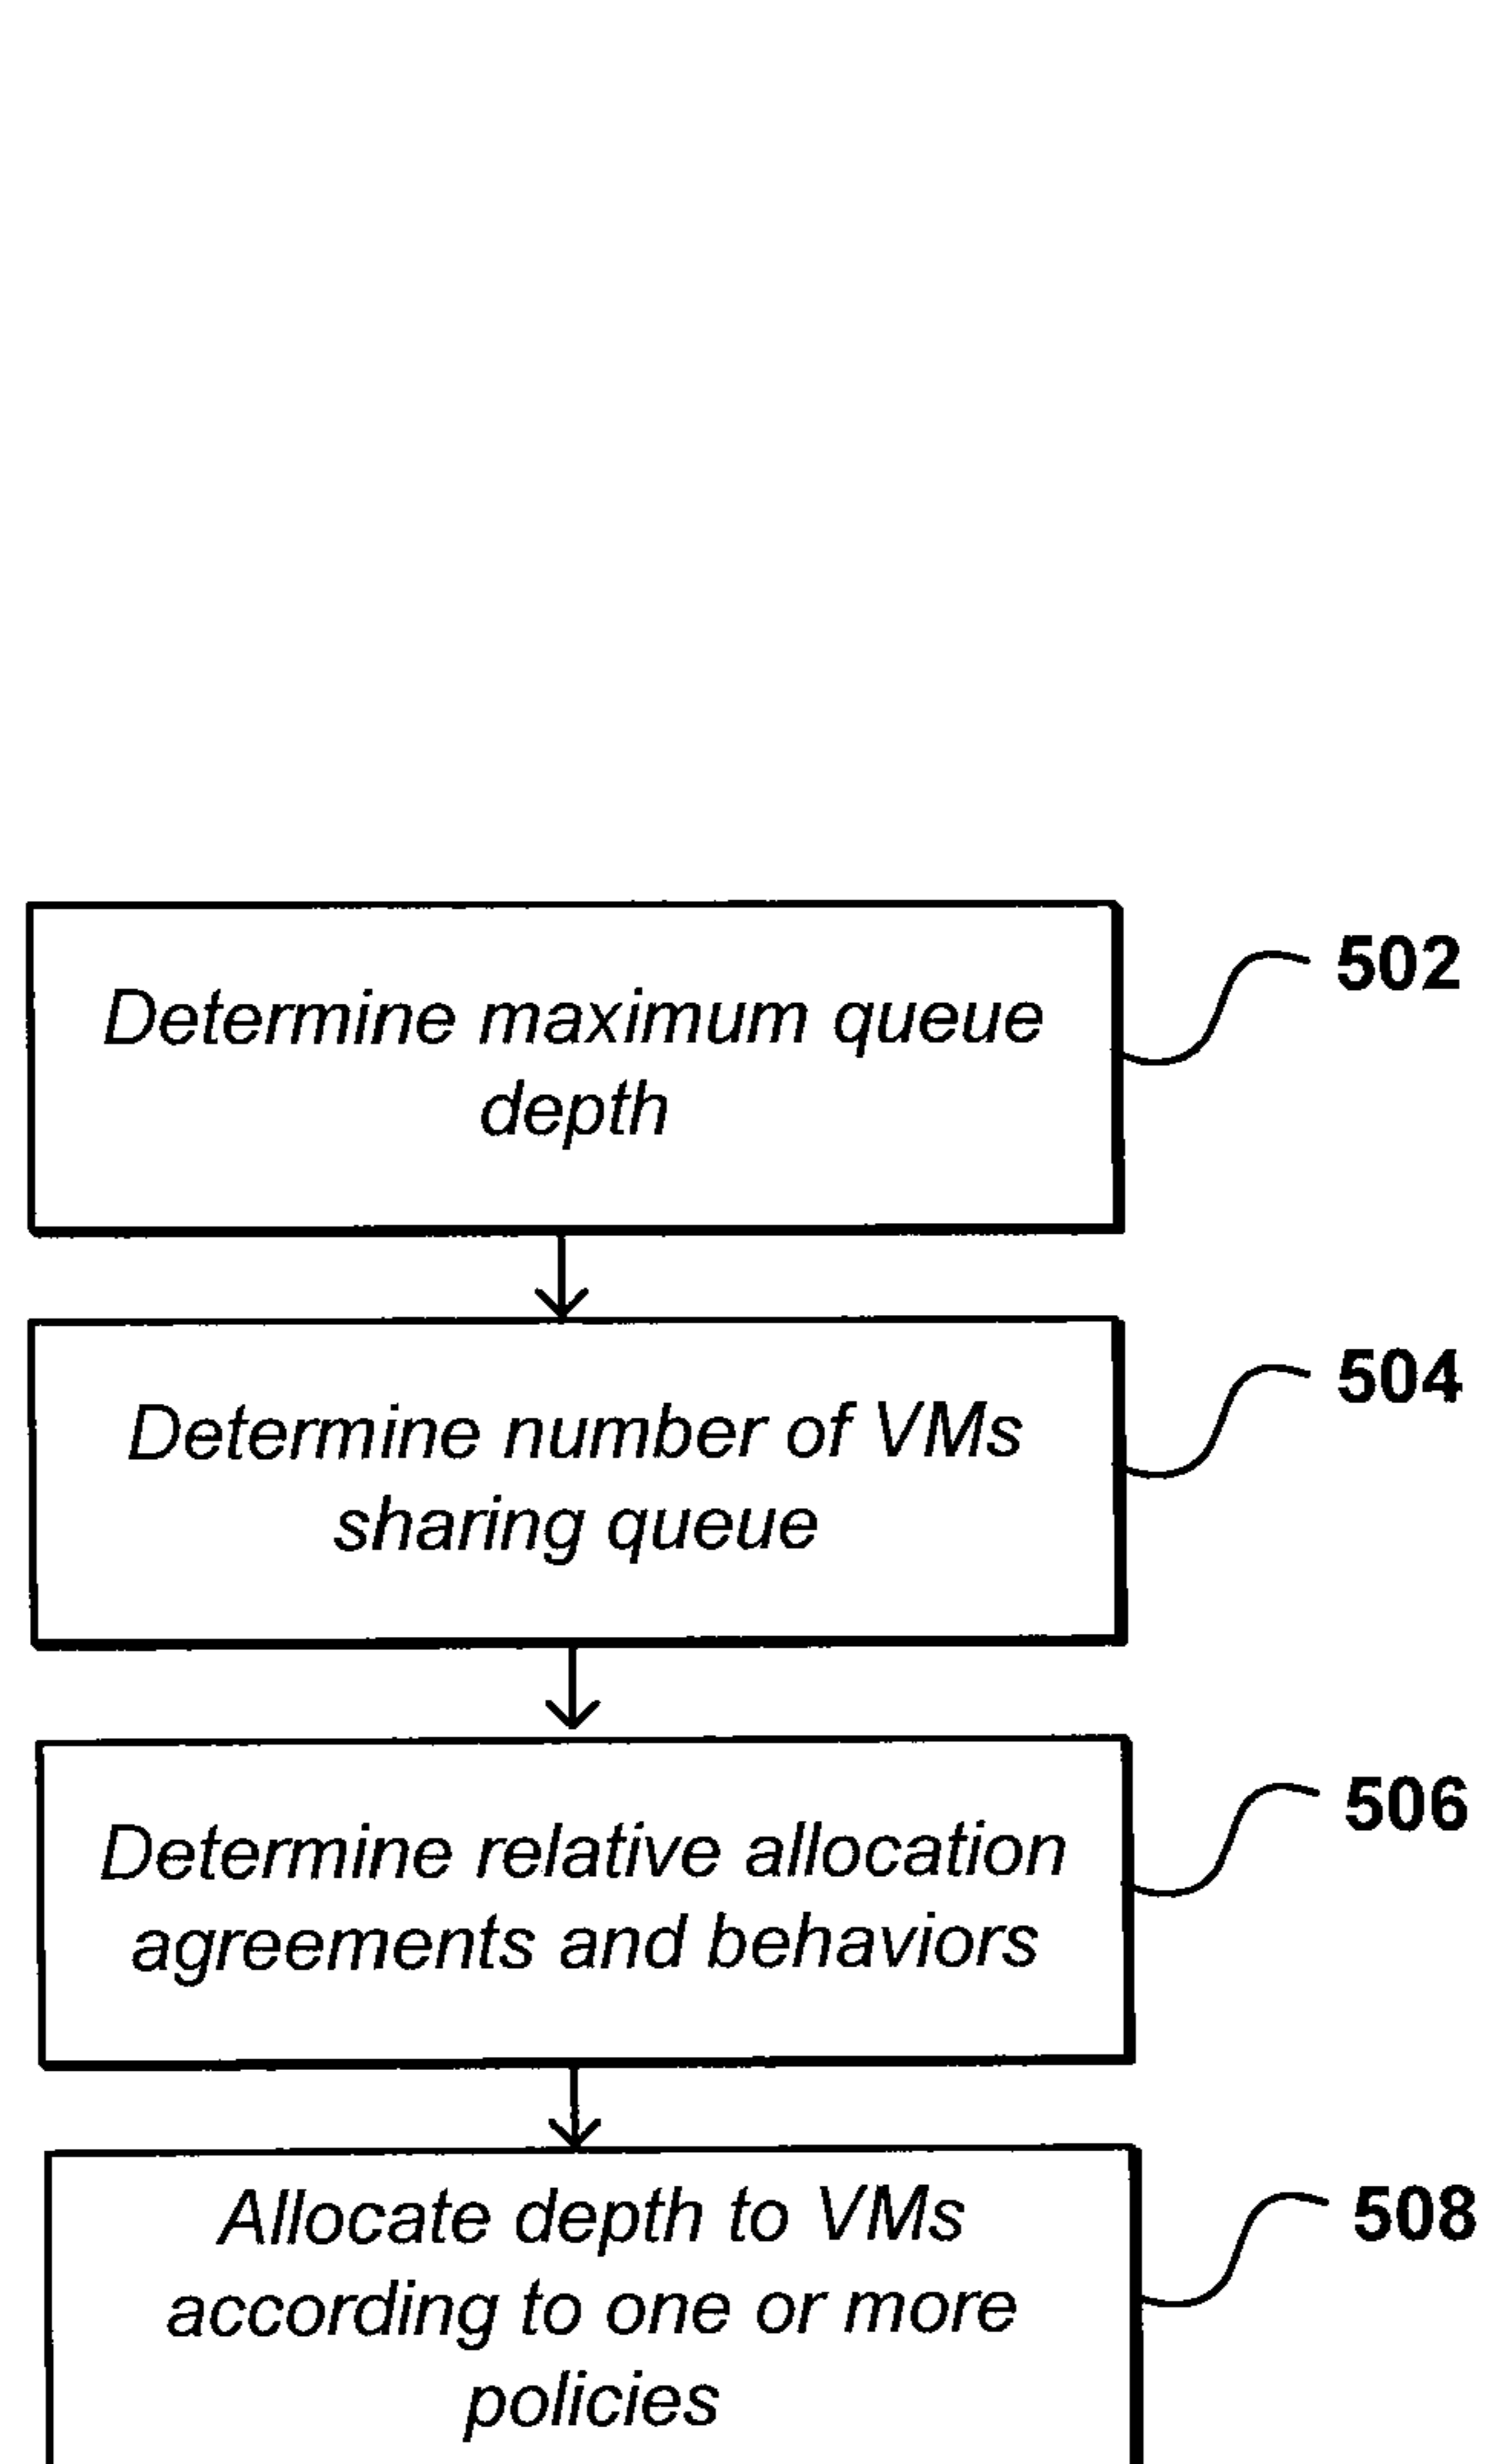 Determine maximum queue
depth
502
Determine number of VMs
sharing queue
504
Determine relative allocation
agreements and behaviors
506
Allocate depth to VMs
according to one or more
policies
508